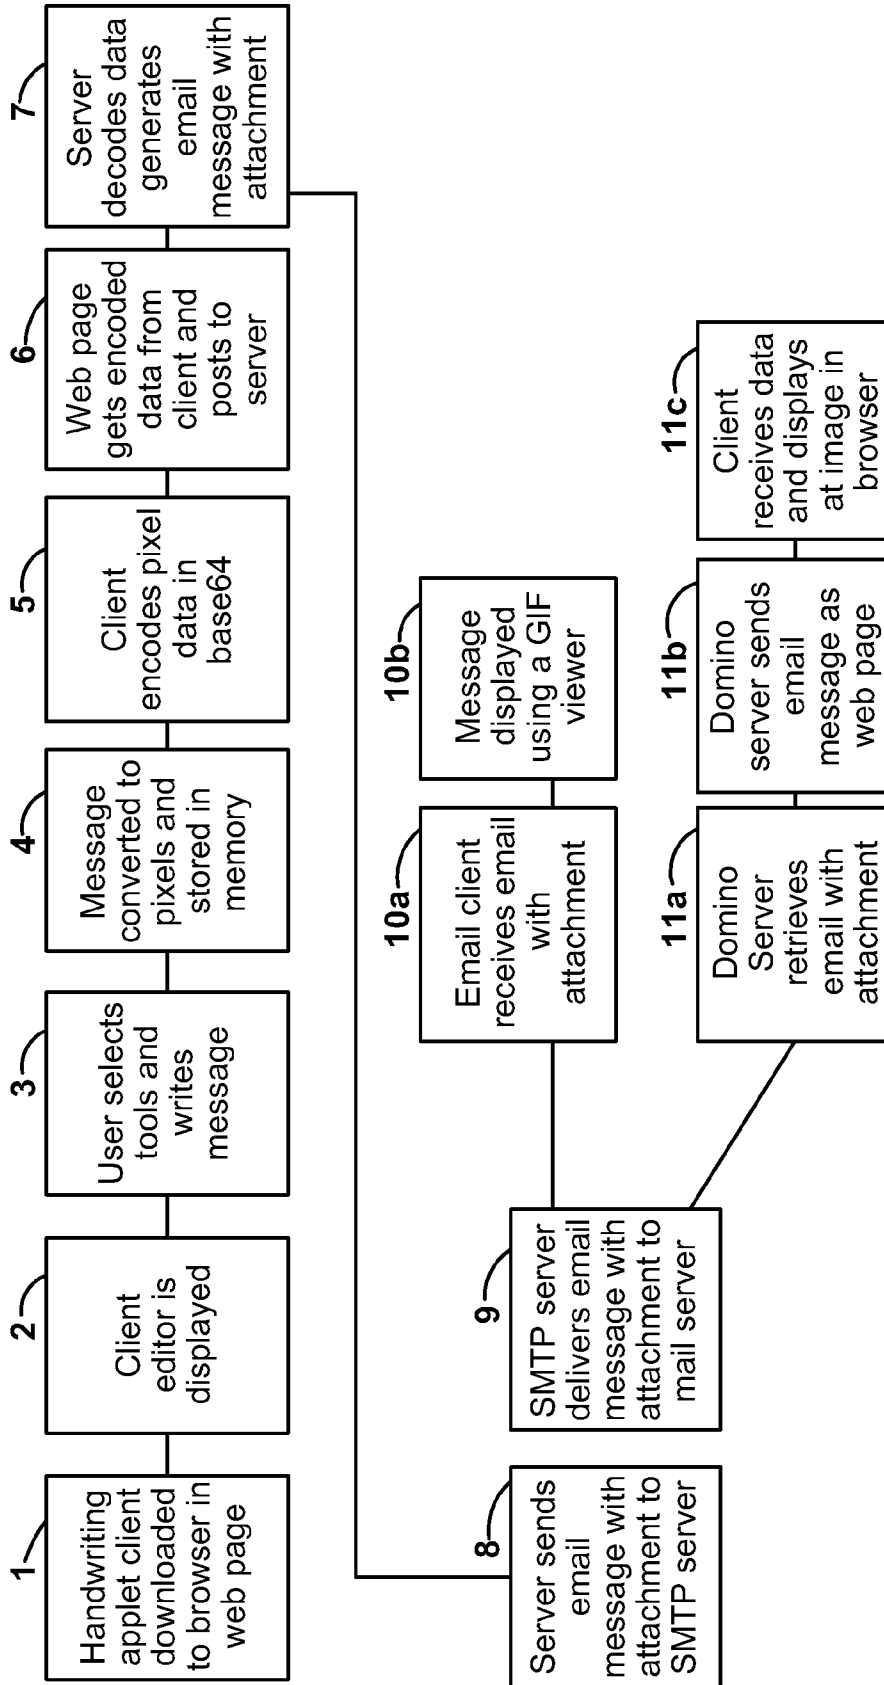 1
Handwriting
applet client
downloaded
to browser in
web page
2
Client
editor is
displayed
3
User selects
tools and
writes
message
4
Message
converted to
pixels and
stored in
memory
5
Client
encodes pixel
data in
base64
6
Web page
gets encoded
data from
client and
posts to
server
7
Server
decodes data
generates
email
message with
attachment
8
Server sends
email
message with
attachment to
SMTP server
9
SMTP server
delivers email
message with
attachment to
mail server
10a
Email client
receives email
with
attachment
10b
Message
displayed
using a GIF
viewer
11a
Domino
Server
retrieves
email with
attachment
11b
Domino
server sends
email
message as
web page
11c
Client
receives data
and displays
at image in
browser